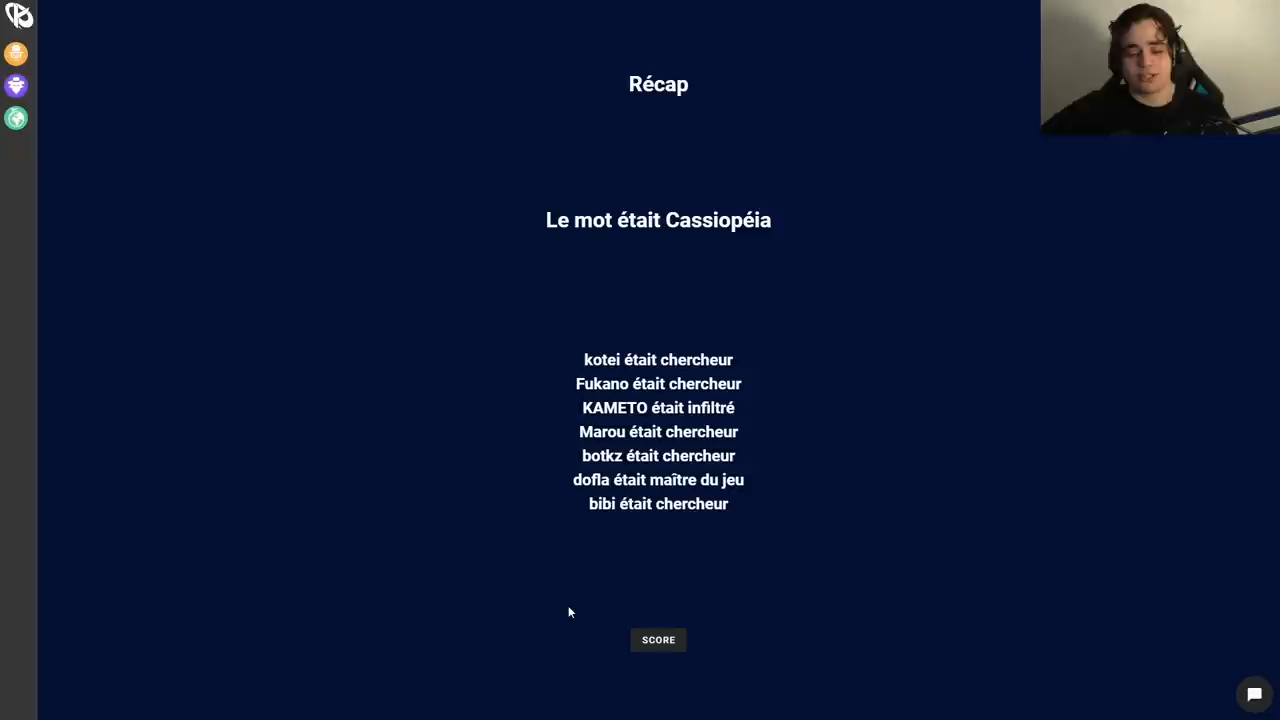 Récap
Le mot était Cassiopéia
kotei était chercheur
Fukano était chercheur
KAMETO était infiltré
Marou était chercheur
botkz était chercheur
dofla était maître du jeu
bibi était chercheur
SCORE